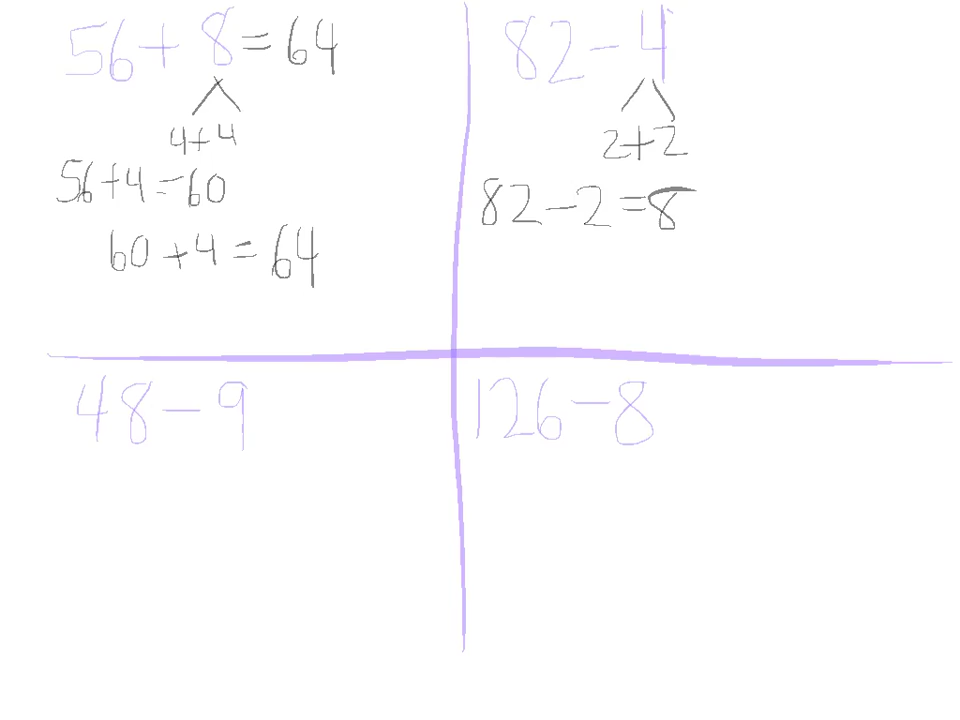 56 + 8 = 64
4 + 4
56 + 4 = 60
60 + 4 = 64
82 - 4
2 + 2
82 - 2 = 8
48 - 9
126 - 8